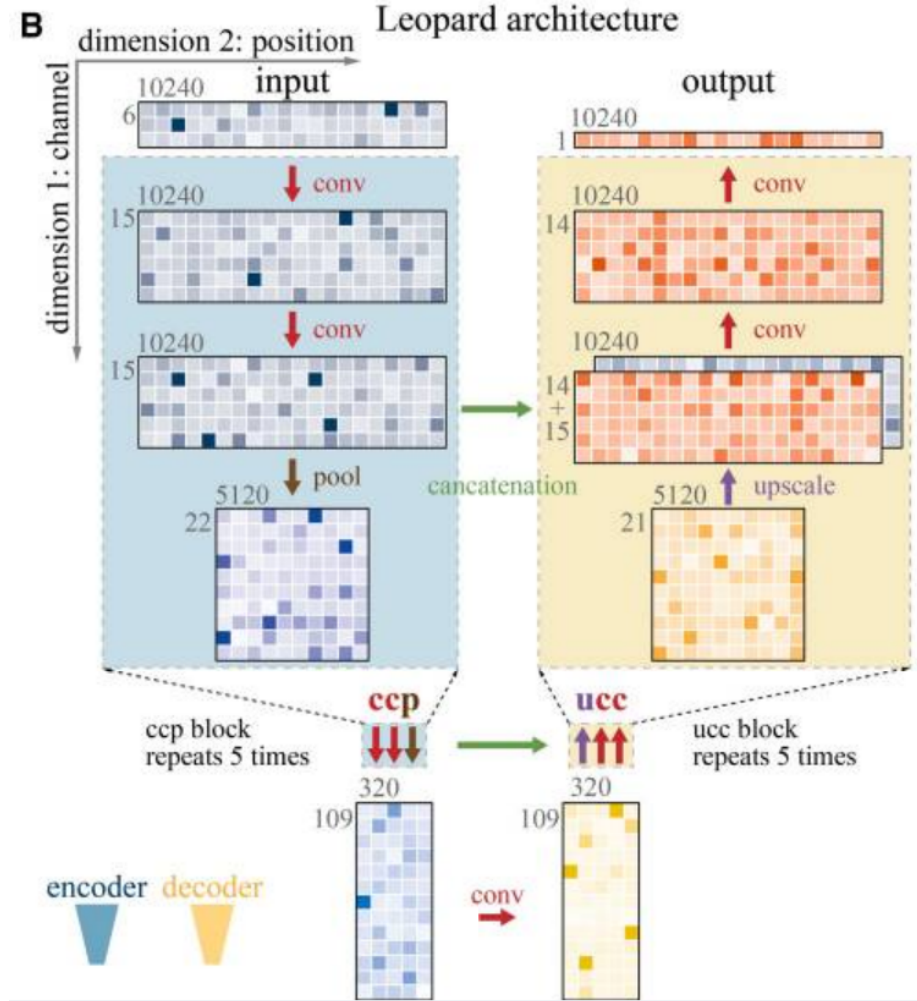 B
Leopard architecture
dimension 2: position
dimension 1: channel
input
10240
6
conv
10240
15
conv
10240
15
pool
5120
22
output
10240
1
conv
10240
14
conv
10240
14
+
15
cancatenation
upscale
5120
21
ccp
ucc
ccp block
repeats 5 times
ucc block
repeats 5 times
320
109
320
109
conv
encoder decoder